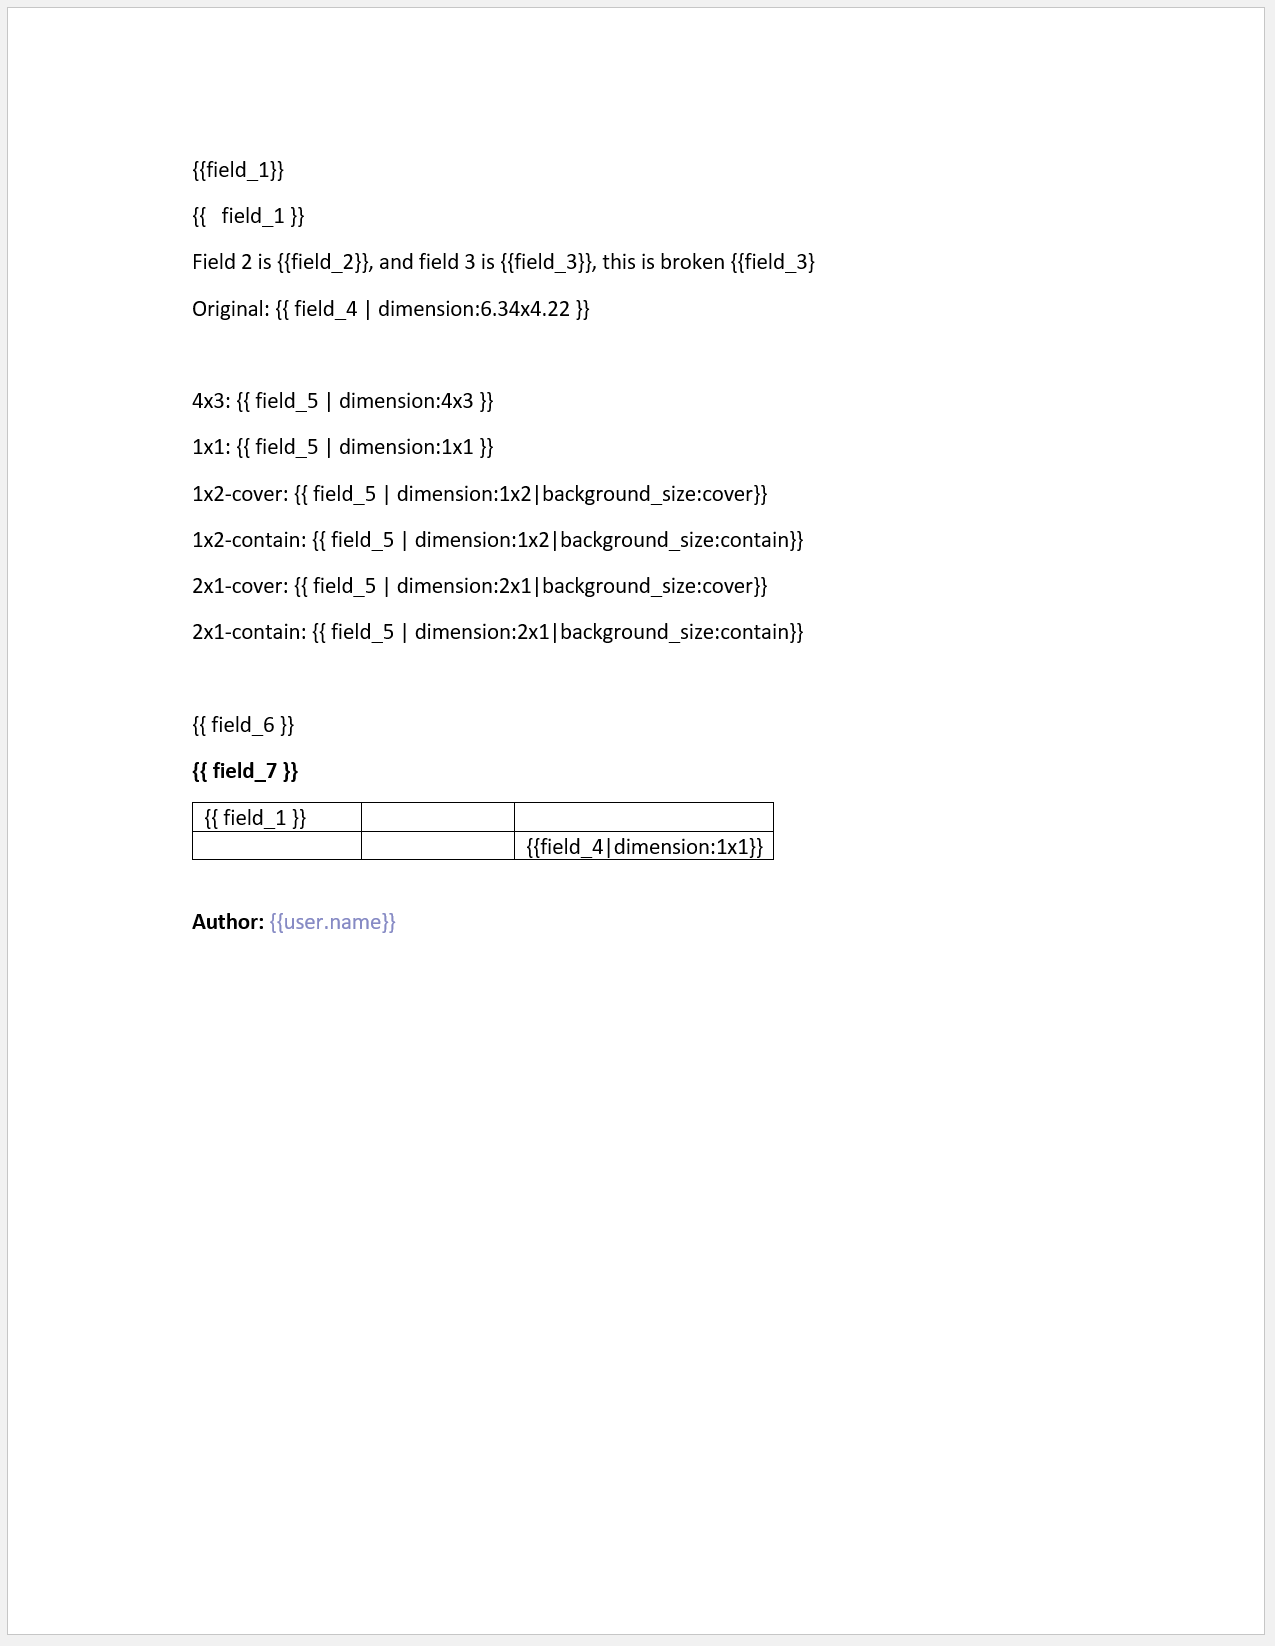 {{field_1}}
{{   field_1 }}
Field 2 is {{field_2}}, and field 3 is {{field_3}}, this is broken {{field_3}
Original: {{ field_4 | dimension:6.34x4.22 }}
4x3: {{ field_5 | dimension:4x3 }}
1x1: {{ field_5 | dimension:1x1 }}
1x2-cover: {{ field_5 | dimension:1x2|background_size:cover}}
1x2-contain: {{ field_5 | dimension:1x2|background_size:contain}}
2x1-cover: {{ field_5 | dimension:2x1|background_size:cover}}
2x1-contain: {{ field_5 | dimension:2x1|background_size:contain}}
{{ field_6 }}
{{ field_7 }}
{{ field_1 }}
{{field_4|dimension:1x1}}
Author: {{user.name}}